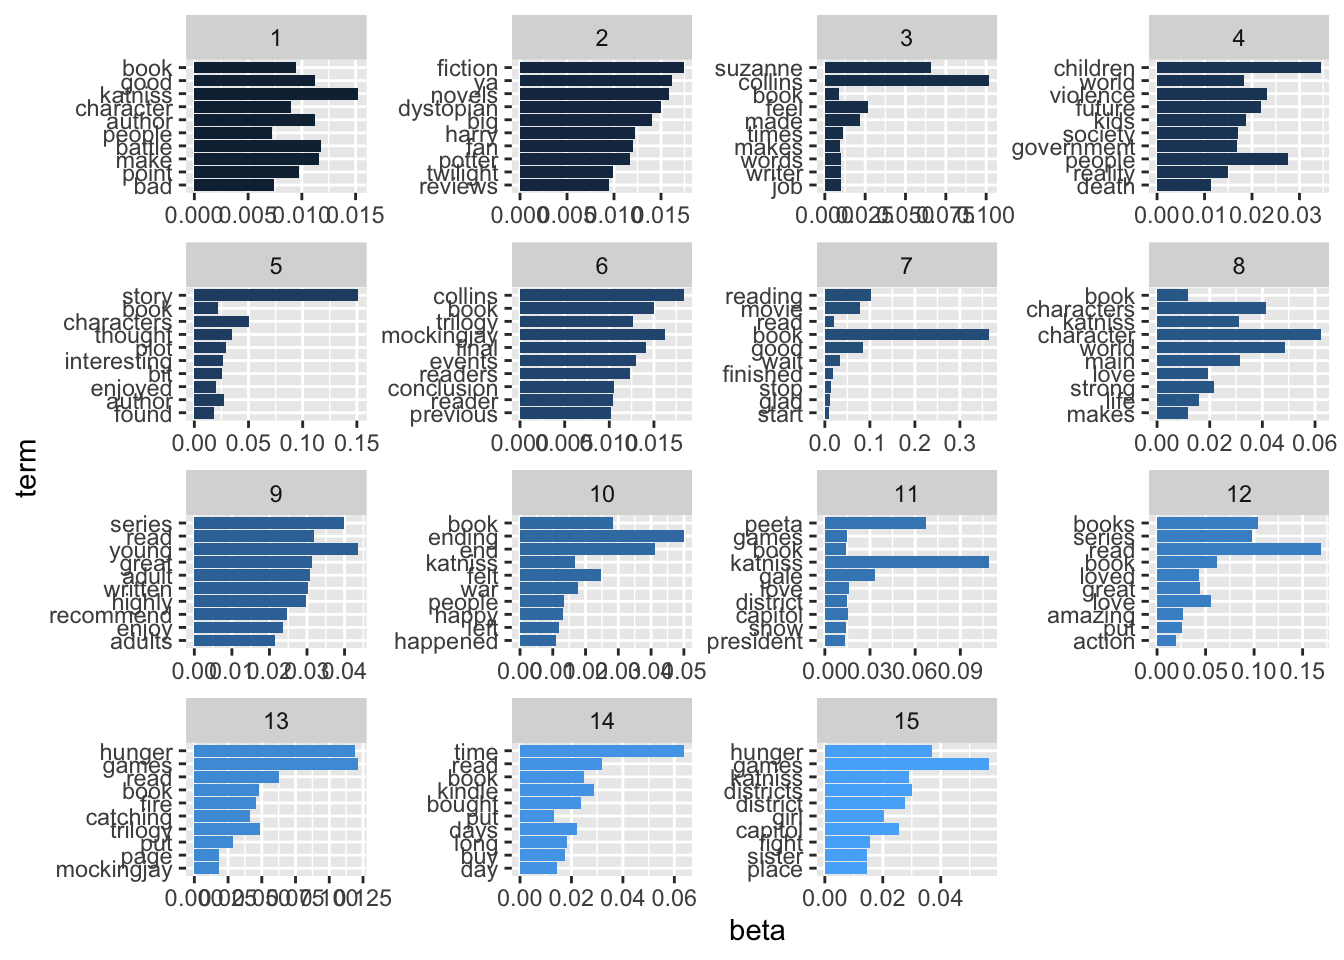 1
book
good
katniss
character
author
people
battle
make
point
bad
0.000 0.005 0.010 0.015
2
fiction
ya
novels
dystopian
big
harry
fan
potter
twilight
reviews
0.000 0.005 0.010 0.015
3
suzanne
collins
book
feel
made
times
makes
words
writer
job
0.000 0.025 0.050 0.075 0.100
4
children
world
violence
future
kids
society
government
people
reality
death
0.00 0.01 0.02 0.03
5
story
book
characters
thought
plot
interesting
bit
enjoyed
author
found
0.00 0.05 0.10 0.15
6
collins
book
trilogy
mockingjay
final
events
readers
conclusion
reader
previous
0.000 0.005 0.010 0.015
7
reading
movie
read
book
good
wait
finished
stop
glad
start
0.0 0.1 0.2 0.3
8
book
characters
katniss
character
world
main
love
strong
life
makes
0.00 0.02 0.04 0.06
term
9
series
read
young
great
adult
written
highly
recommend
enjoy
adults
0.00 0.01 0.02 0.03 0.04
10
book
ending
end
katniss
felt
war
people
happy
left
happened
0.00 0.01 0.02 0.03 0.04 0.05
11
peeta
games
book
katniss
gale
love
district
capitol
show
president
0.00 0.03 0.06 0.09
12
books
series
read
book
loved
great
love
amazing
put
action
0.00 0.05 0.10 0.15
13
hunger
games
read
book
fire
catching
trilogy
put
page
mockingjay
0.000 0.025 0.050 0.075 0.100 0.125
14
time
read
book
kindle
bought
put
days
long
buy
day
0.00 0.02 0.04 0.06
15
hunger
games
katniss
districts
district
girl
capitol
fight
sister
place
0.00 0.02 0.04
beta